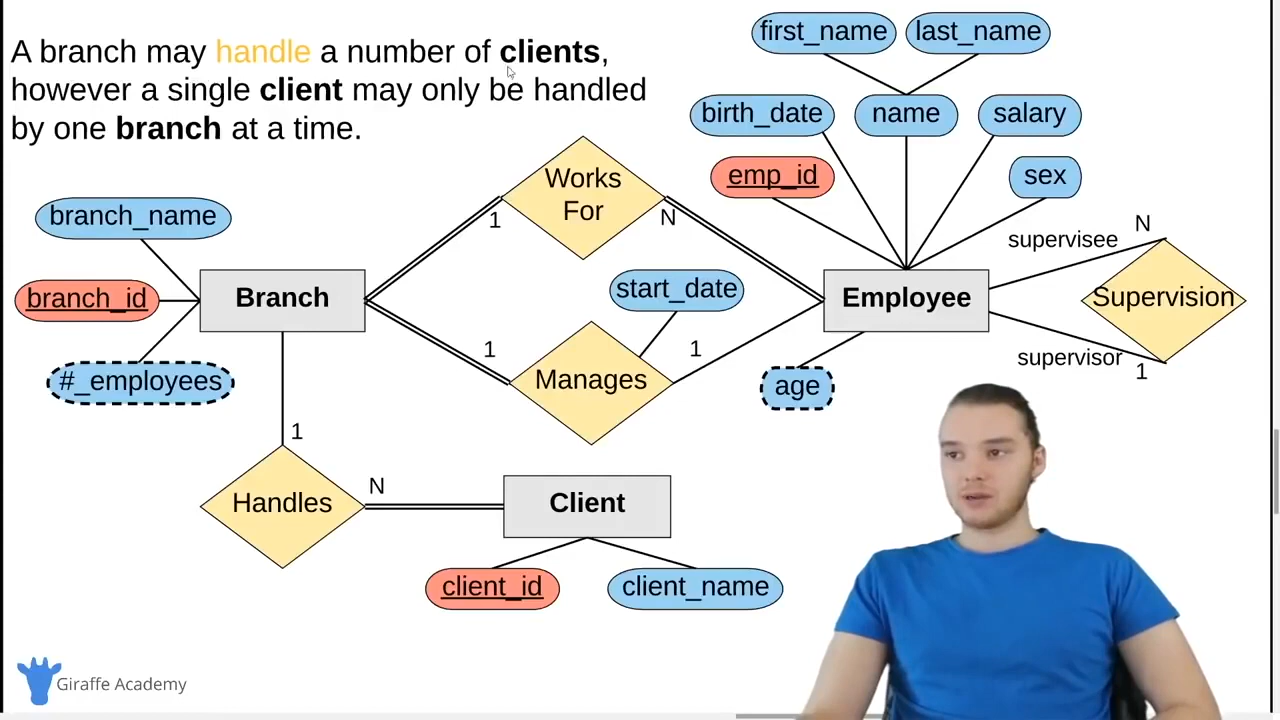 A branch may handle a number of clients,
however a single client may only be handled
by one branch at a time.
first_name
last_name
birth_date
name
salary
emp_id
sex
branch_name
branch_id
#_employees
Branch
Works
For
1
N
start_date
Manages
1
1
Employee
age
supervisee
N
Supervision
supervisor
1
1
Handles
N
Client
client_id
client_name
Giraffe Academy